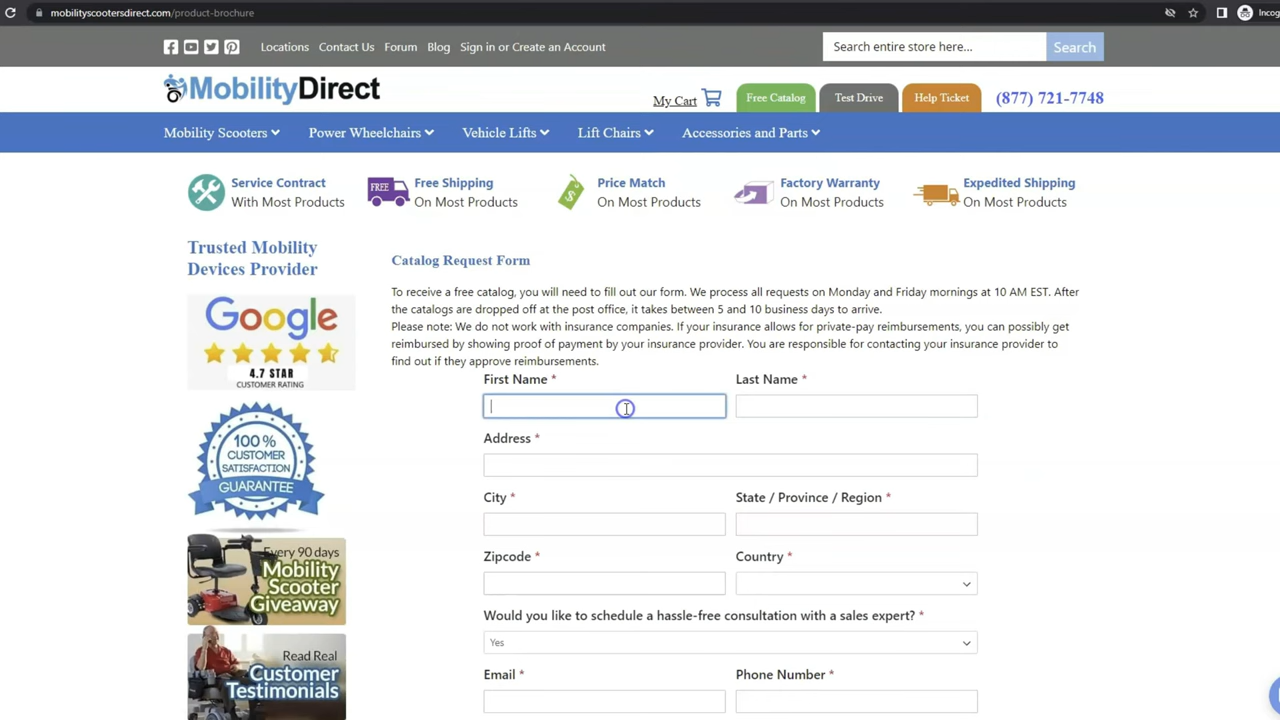 mobilityscootersdirect.com/product-brochure
Incog
Locations Contact Us Forum Blog Sign in or Create an Account
Search entire store here... Search
MobilityDirect
My Cart Free Catalog Test Drive Help Ticket (877) 721-7748
Mobility Scooters Power Wheelchairs Vehicle Lifts Lift Chairs Accessories and Parts
Service Contract
With Most Products
FREE
Free Shipping
On Most Products
$
Price Match
On Most Products
Factory Warranty
On Most Products
Expedited Shipping
On Most Products
Trusted Mobility
Devices Provider
Google
4.7 STAR
CUSTOMER RATING
100 %
CUSTOMER
SATISFACTION
GUARANTEE
Every 90 days
Mobility
Scooter
Giveaway
Read Real
Customer
Testimonials
Catalog Request Form
To receive a free catalog, you will need to fill out our form. We process all requests on Monday and Friday mornings at 10 AM EST. After
the catalogs are dropped off at the post office, it takes between 5 and 10 business days to arrive.
Please note: We do not work with insurance companies. If your insurance allows for private-pay reimbursements, you can possibly get
reimbursed by showing proof of payment by your insurance provider. You are responsible for contacting your insurance provider to
find out if they approve reimbursements.
First Name * Last Name *
Address *
City * State / Province / Region *
Zipcode * Country *
Would you like to schedule a hassle-free consultation with a sales expert? *
Yes
Email * Phone Number *